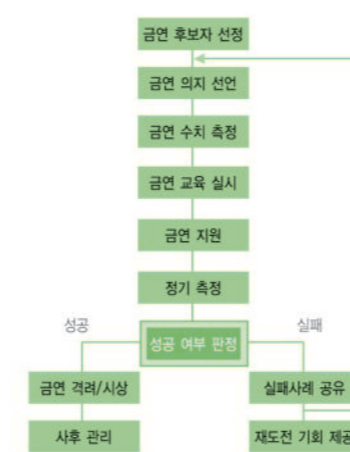 금연 후보자 선정
금연 의지 선언
금연 수치 측정
금연 교육 실시
금연 지원
정기 측정
성공
실패
성공 여부 판정
금연 격려/시상
실패사례 공유
사후 관리
재도전 기회 제공